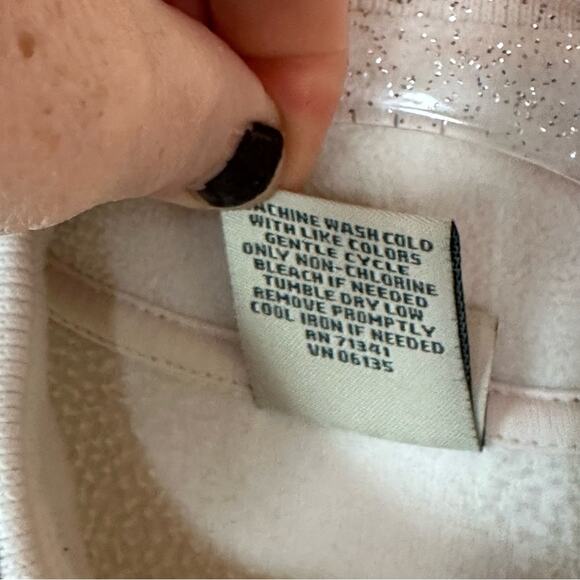 ACHINE WASH COLD
WITH LIKE COLORS
GENTLE CYCLE
ONLY NON-CHLORINE
BLEACH IF NEEDED
TUMBLE DRY LOW
REMOVE PROMPTLY
COOL IRON IF NEEDED
RN 71341
VN 06135